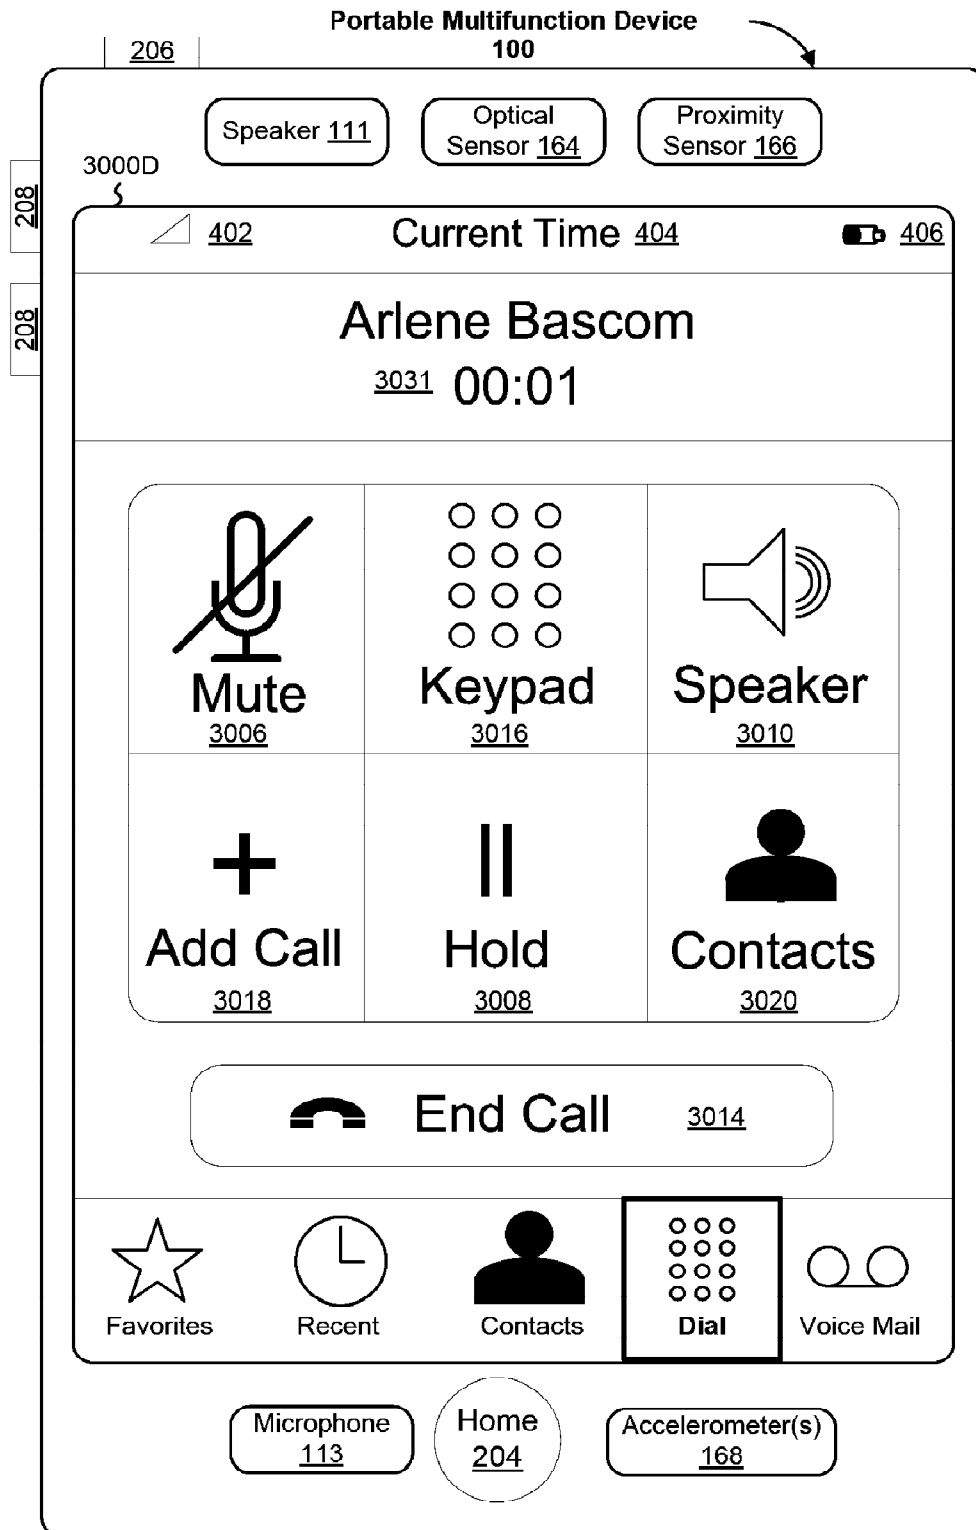 Portable Multifunction Device
100
206
Speaker 111
Optical
Sensor 164
Proximity
Sensor 166
3000D
208
208
402
Current Time 404
406
Arlene Bascom
3031 00:01
Mute
3006
Keypad
3016
Speaker
3010
Add Call
3018
Hold
3008
Contacts
3020
End Call 3014
Favorites
Recent
Contacts
Dial
Voice Mail
Microphone
113
Home
204
Accelerometer(s)
168